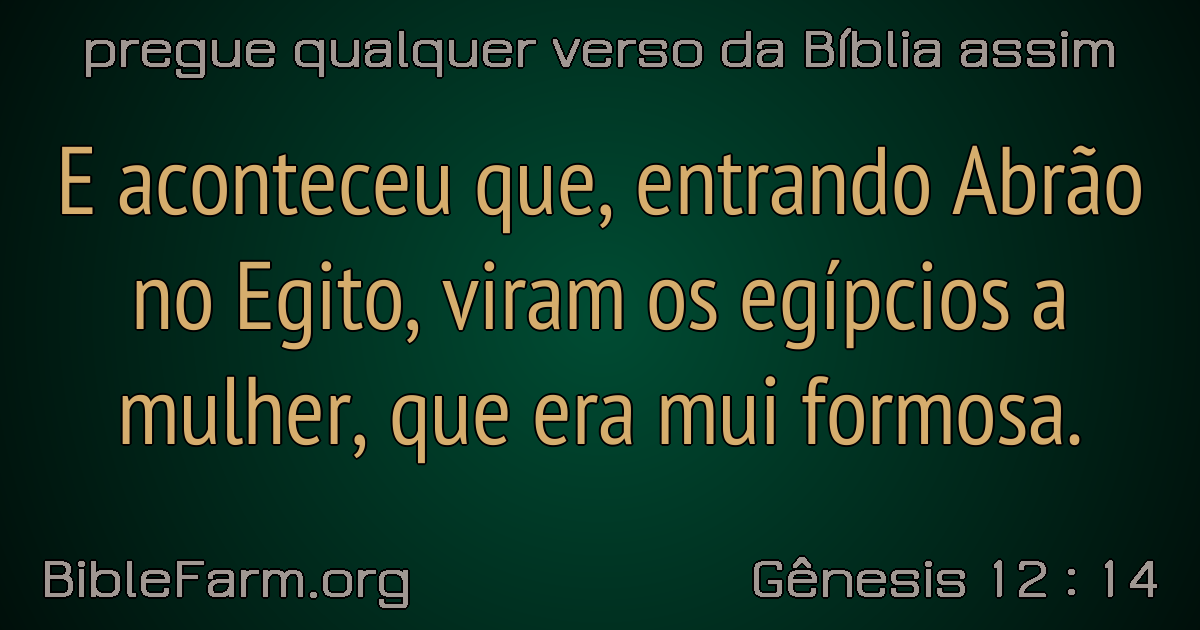 pregue qualquer verso da Bíblia assim
E aconteceu que, entrando Abrão
no Egito, viram os egípcios a
mulher, que era mui formosa.
BibleFarm.org
Gênesis 12 : 14